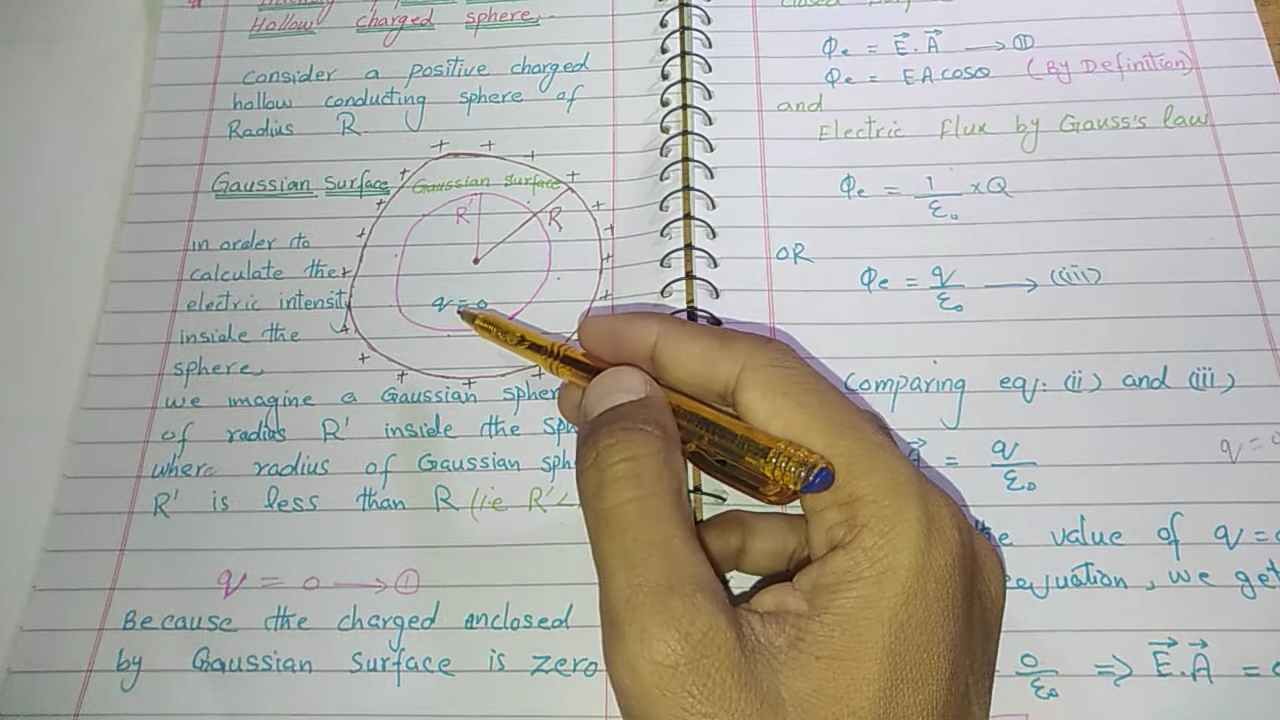 Hollow charged sphere
Consider a positive charged
hollow conducting sphere of
Radius R
Gaussian Surface
Gaussian Surface
R'
R
in order to
calculate the
electric intensity
inside the
sphere,
q = 0
we imagine a Gaussian spher
of radius R' inside the sp
where radius of Gaussian sph
R' is less than R (i.e R' <
q = 0 → ①
Because the charged enclosed
by Gaussian Surface is zero
Φe = E⃗ . A⃗ → ⑪
Φe = EA cosθ (By Definition)
and
Electric flux by Gauss's law
Φe = 1/ε₀ × Q
OR
Φe = q/ε₀ → (iii)
Comparing eq: (ii) and (iii)
A⃗ = q/ε₀
q =
value of q =
equation, we get
0/ε₀ ⇒ E⃗ . A⃗ =